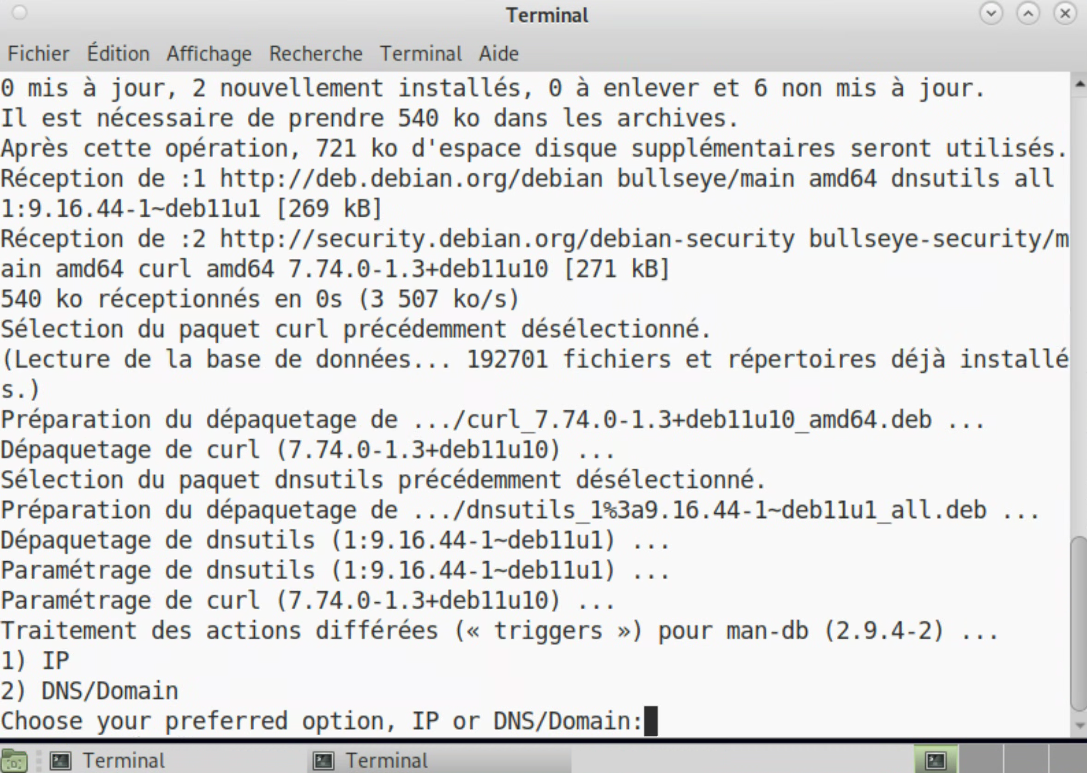 Terminal
Fichier Édition Affichage Recherche Terminal Aide
0 mis à jour, 2 nouvellement installés, 0 à enlever et 6 non mis à jour.
Il est nécessaire de prendre 540 ko dans les archives.
Après cette opération, 721 ko d'espace disque supplémentaires seront utilisés.
Réception de :1 http://deb.debian.org/debian bullseye/main amd64 dnsutils all
1:9.16.44-1~deb11u1 [269 kB]
Réception de :2 http://security.debian.org/debian-security bullseye-security/m
ain amd64 curl amd64 7.74.0-1.3+deb11u10 [271 kB]
540 ko réceptionnés en 0s (3 507 ko/s)
Sélection du paquet curl précédemment désélectionné.
(Lecture de la base de données... 192701 fichiers et répertoires déjà installé
s.)
Préparation du dépaquetage de .../curl_7.74.0-1.3+deb11u10_amd64.deb ...
Dépaquetage de curl (7.74.0-1.3+deb11u10) ...
Sélection du paquet dnsutils précédemment désélectionné.
Préparation du dépaquetage de .../dnsutils_1%3a9.16.44-1~deb11u1_all.deb ...
Dépaquetage de dnsutils (1:9.16.44-1~deb11u1) ...
Paramétrage de dnsutils (1:9.16.44-1~deb11u1) ...
Paramétrage de curl (7.74.0-1.3+deb11u10) ...
Traitement des actions différées (« triggers ») pour man-db (2.9.4-2) ...
1) IP
2) DNS/Domain
Choose your preferred option, IP or DNS/Domain:
Terminal Terminal